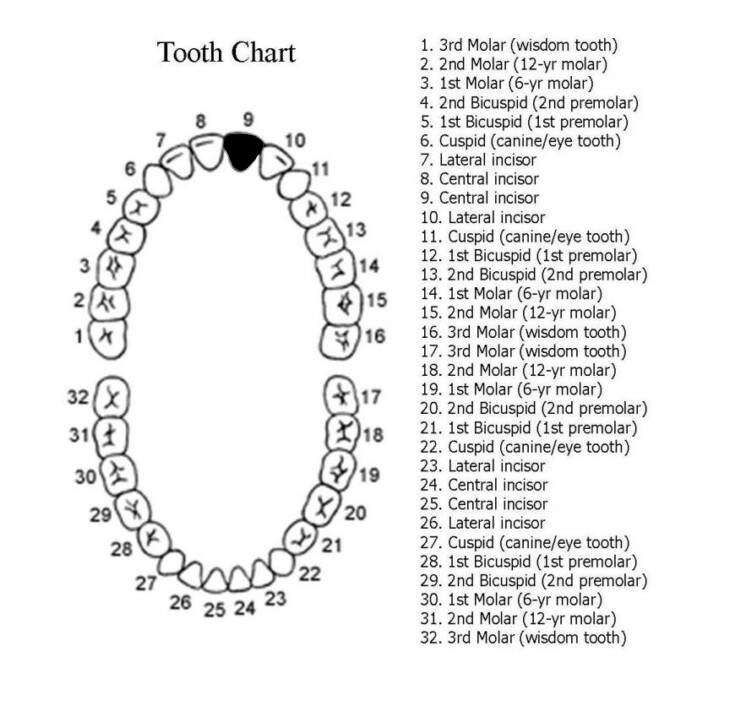 Tooth Chart
1. 3rd Molar (wisdom tooth)
2. 2nd Molar (12-yr molar)
3. 1st Molar (6-yr molar)
4. 2nd Bicuspid (2nd premolar)
5. 1st Bicuspid (1st premolar)
6. Cuspid (canine/eye tooth)
7. Lateral incisor
8. Central incisor
9. Central incisor
10. Lateral incisor
11. Cuspid (canine/eye tooth)
12. 1st Bicuspid (1st premolar)
13. 2nd Bicuspid (2nd premolar)
14. 1st Molar (6-yr molar)
15. 2nd Molar (12-yr molar)
16. 3rd Molar (wisdom tooth)
17. 3rd Molar (wisdom tooth)
18. 2nd Molar (12-yr molar)
19. 1st Molar (6-yr molar)
20. 2nd Bicuspid (2nd premolar)
21. 1st Bicuspid (1st premolar)
22. Cuspid (canine/eye tooth)
23. Lateral incisor
24. Central incisor
25. Central incisor
26. Lateral incisor
27. Cuspid (canine/eye tooth)
28. 1st Bicuspid (1st premolar)
29. 2nd Bicuspid (2nd premolar)
30. 1st Molar (6-yr molar)
31. 2nd Molar (12-yr molar)
32. 3rd Molar (wisdom tooth)
1
2
3
4
5
6
7
8
9
10
11
12
13
14
15
16
17
18
19
20
21
22
23
24
25
26
27
28
29
30
31
32